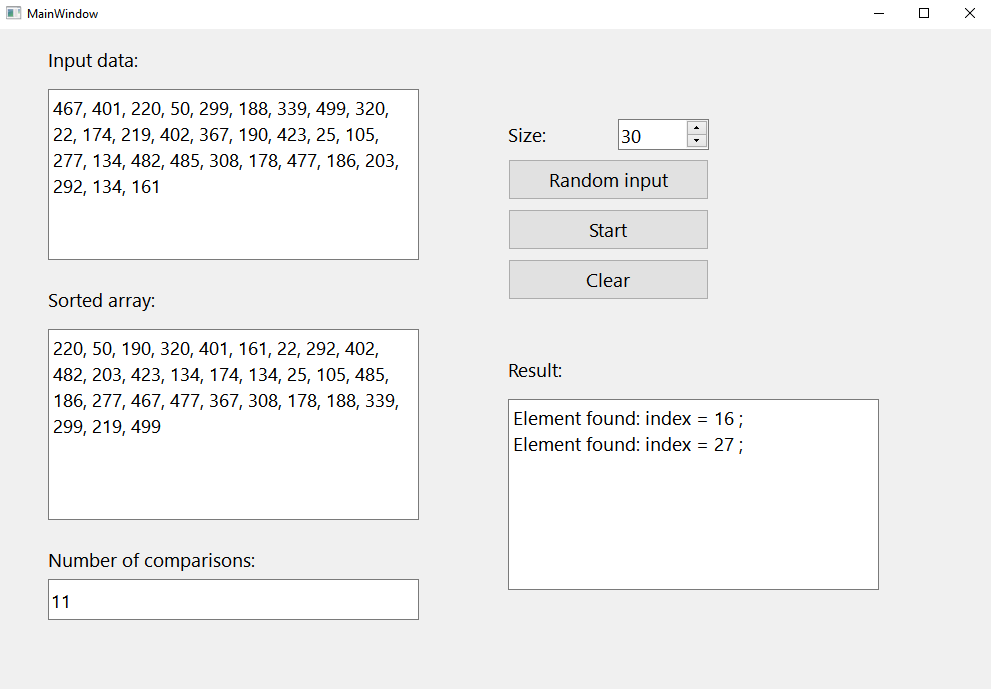 MainWindow
Input data:
467, 401, 220, 50, 299, 188, 339, 499, 320,
22, 174, 219, 402, 367, 190, 423, 25, 105,
277, 134, 482, 485, 308, 178, 477, 186, 203,
292, 134, 161
Size:
30
Random input
Start
Clear
Sorted array:
220, 50, 190, 320, 401, 161, 22, 292, 402,
482, 203, 423, 134, 174, 134, 25, 105, 485,
186, 277, 467, 477, 367, 308, 178, 188, 339,
299, 219, 499
Result:
Element found: index = 16 ;
Element found: index = 27 ;
Number of comparisons:
11